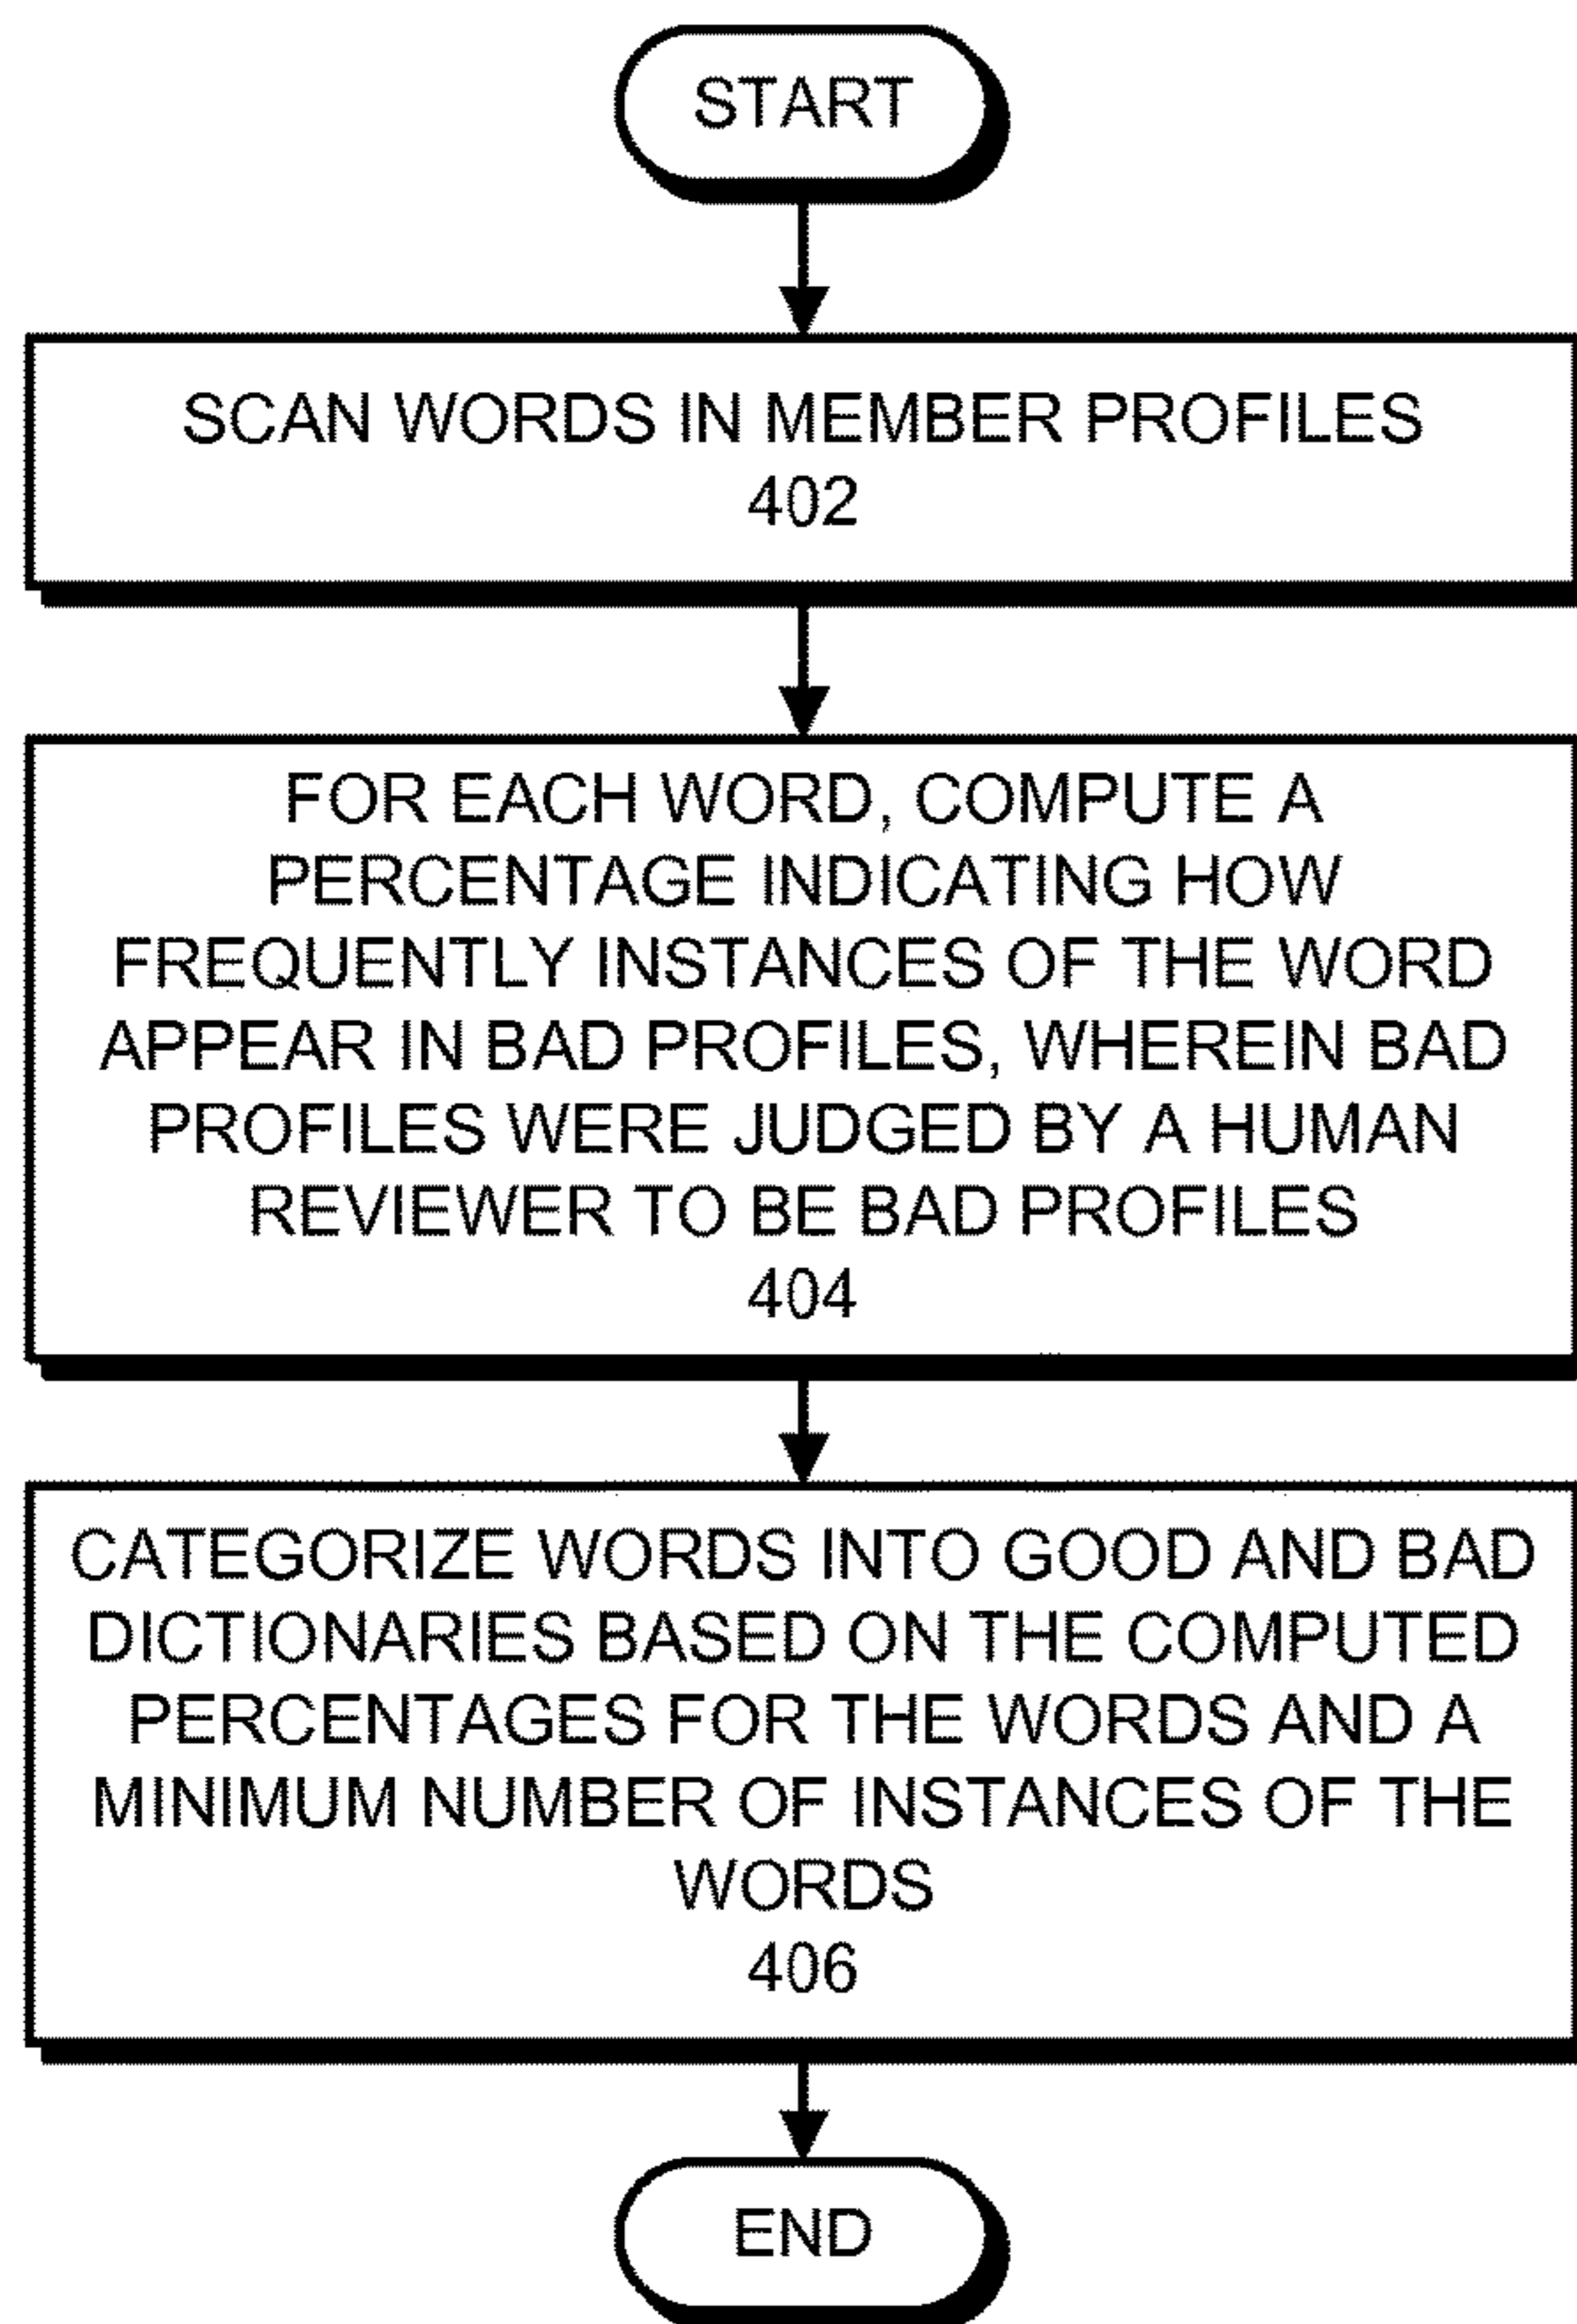 START
SCAN WORDS IN MEMBER PROFILES
402
FOR EACH WORD, COMPUTE A
PERCENTAGE INDICATING HOW
FREQUENTLY INSTANCES OF THE WORD
APPEAR IN BAD PROFILES, WHEREIN BAD
PROFILES WERE JUDGED BY A HUMAN
REVIEWER TO BE BAD PROFILES
404
CATEGORIZE WORDS INTO GOOD AND BAD
DICTIONARIES BASED ON THE COMPUTED
PERCENTAGES FOR THE WORDS AND A
MINIMUM NUMBER OF INSTANCES OF THE
WORDS
406
END